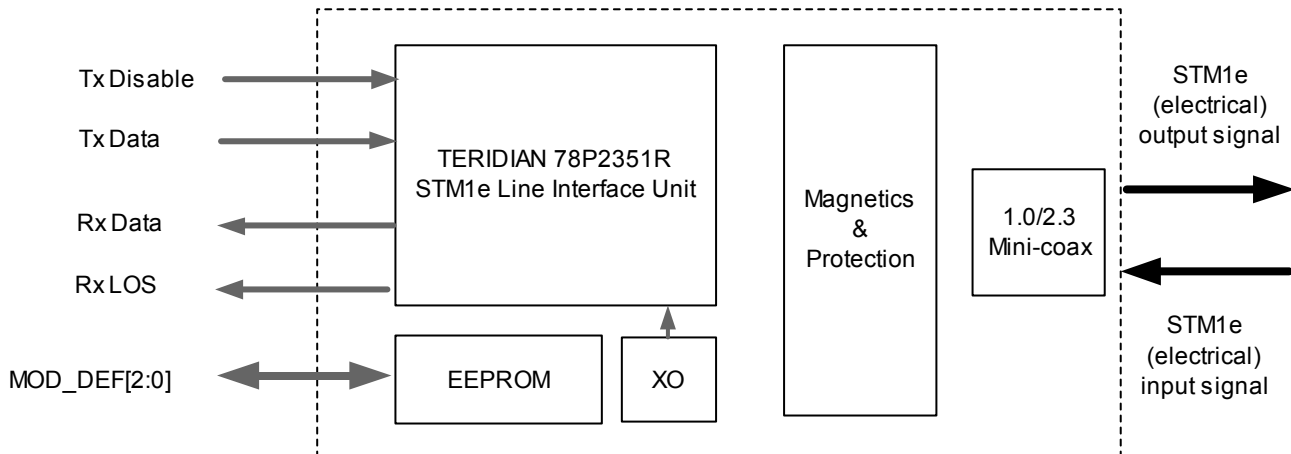 Tx Disable
Tx Data
Rx Data
Rx LOS
MOD_DEF[2:0]
TERIDIAN 78P2351R
STM1e Line Interface Unit
EEPROM
XO
Magnetics
&
Protection
1.0/2.3
Mini-coax
STM1e
(electrical)
output signal
STM1e
(electrical)
input signal